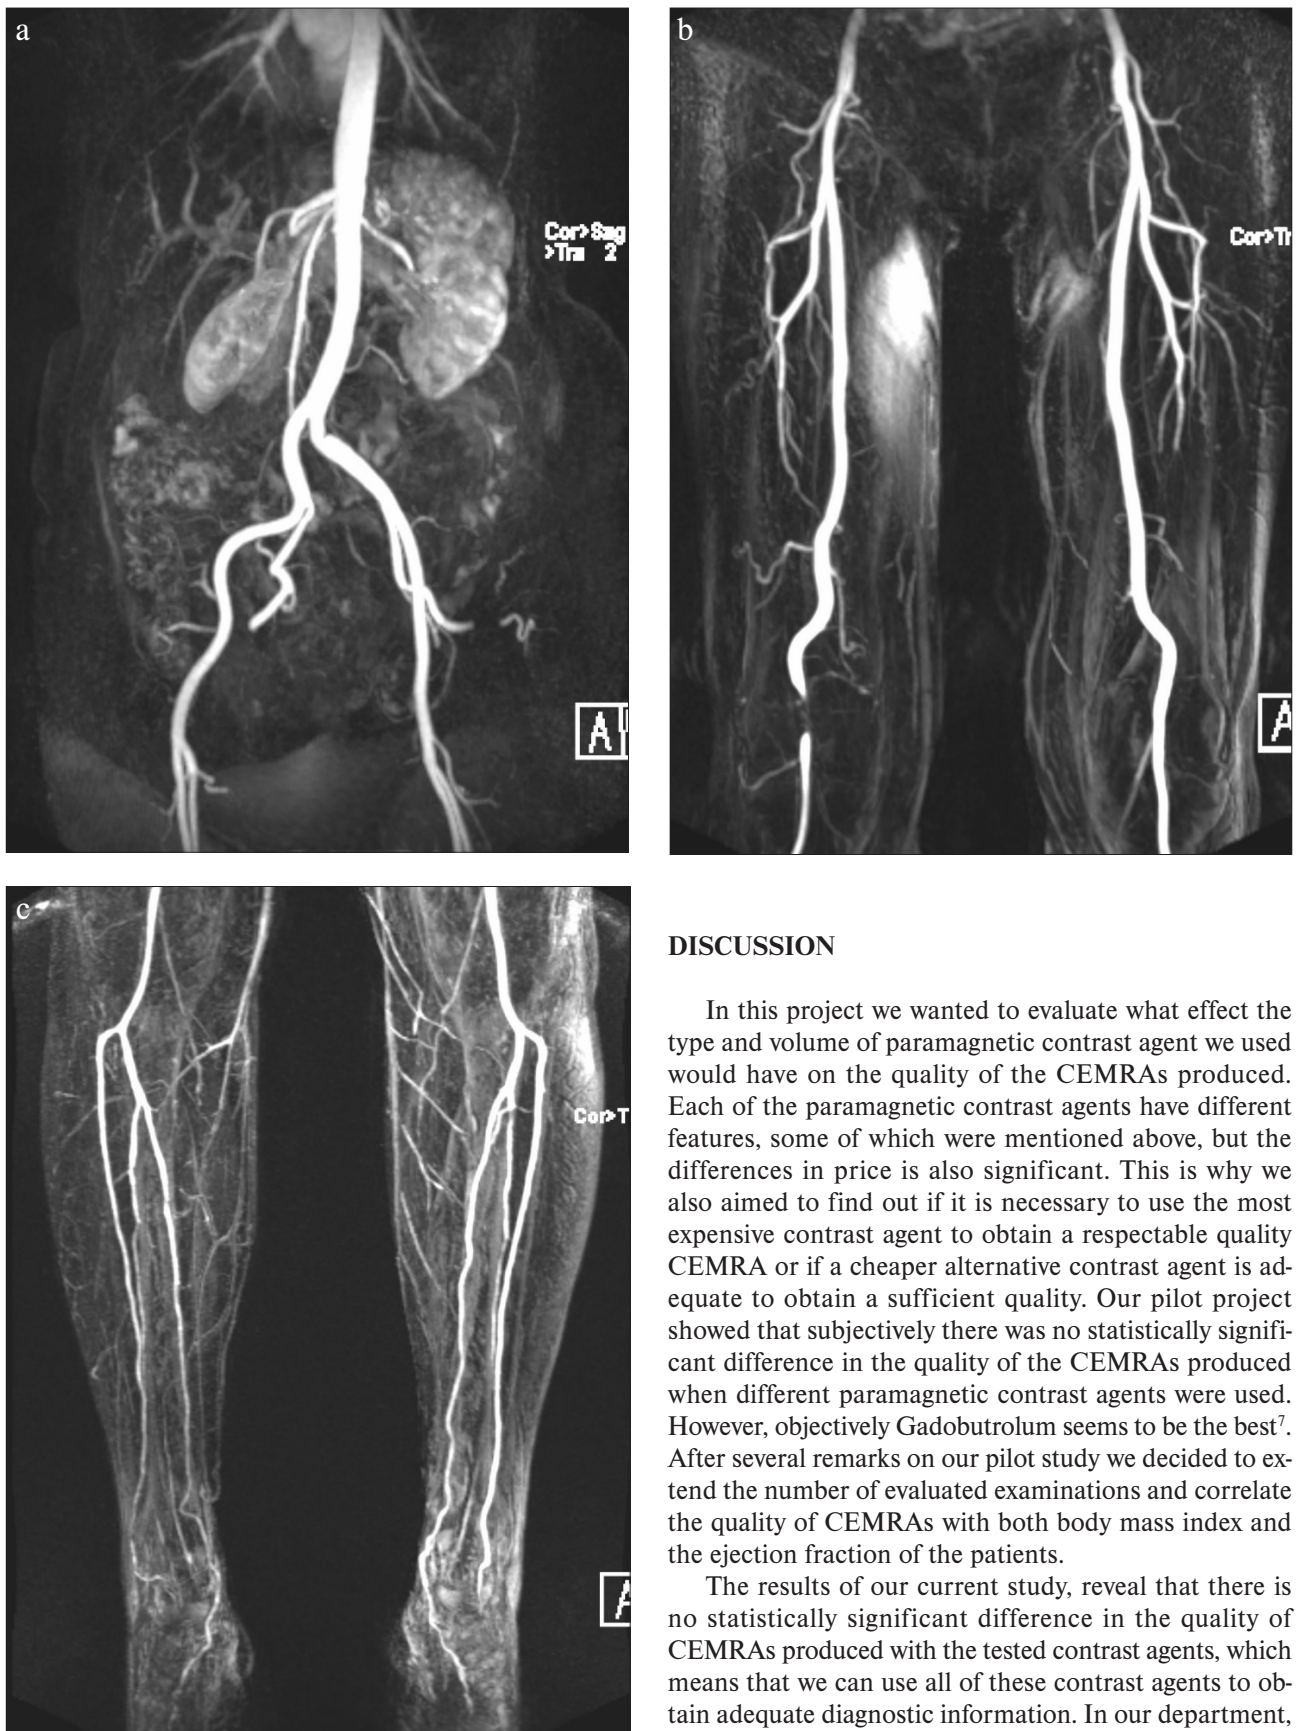 a
Cor>Sag
>Tra 2
A
b
Cor>Tr
A
c
Cor>T
A
DISCUSSION
In this project we wanted to evaluate what effect the
type and volume of paramagnetic contrast agent we used
would have on the quality of the CEMRAs produced.
Each of the paramagnetic contrast agents have different
features, some of which were mentioned above, but the
differences in price is also significant. This is why we
also aimed to find out if it is necessary to use the most
expensive contrast agent to obtain a respectable quality
CEMRA or if a cheaper alternative contrast agent is ad-
equate to obtain a sufficient quality. Our pilot project
showed that subjectively there was no statistically signifi-
cant difference in the quality of the CEMRAs produced
when different paramagnetic contrast agents were used.
However, objectively Gadobutrolum seems to be the best⁷.
After several remarks on our pilot study we decided to ex-
tend the number of evaluated examinations and correlate
the quality of CEMRAs with both body mass index and
the ejection fraction of the patients.
The results of our current study, reveal that there is
no statistically significant difference in the quality of
CEMRAs produced with the tested contrast agents, which
means that we can use all of these contrast agents to ob-
tain adequate diagnostic information. In our department,